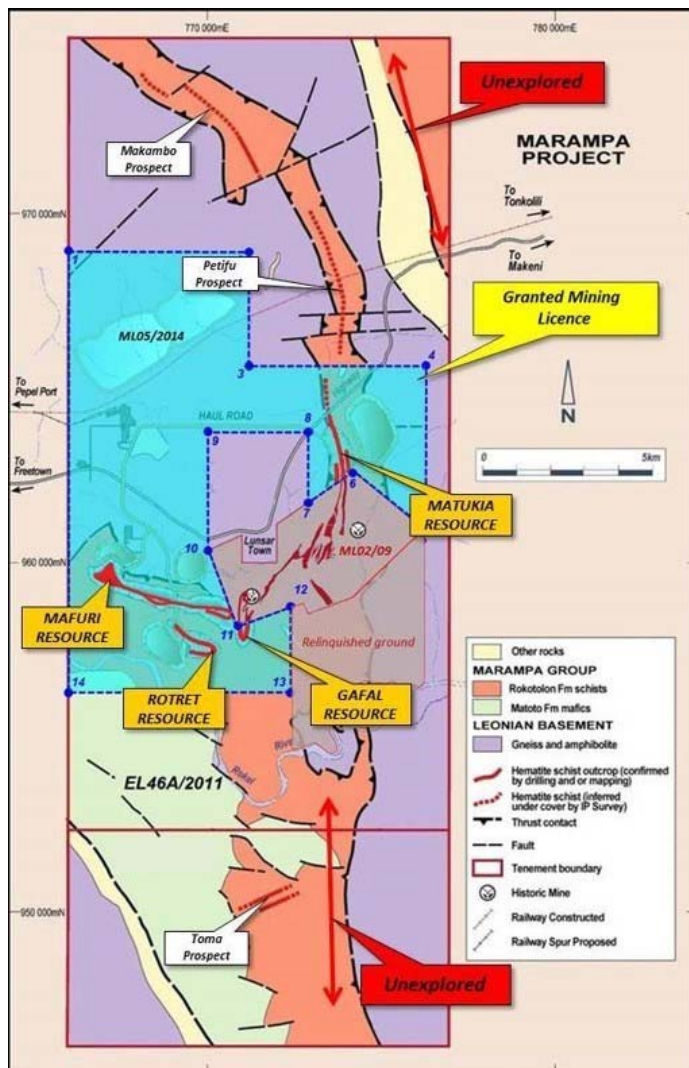 770 000mE
780 000mE
Unexplored
Makambo
Prospect
MARAMPA
PROJECT
To
Tonkolili
970 000mN
To
Makeni
1
Petifu
Prospect
Granted Mining
Licence
ML05/2014
3
4
To
Pepel Port
N
HAUL ROAD
8
9
0
5km
To
Freetown
6
7
MATUKIA
RESOURCE
Lunsar
Town
ML02/09
10
960 000mN
12
MAFURI
RESOURCE
11
Relinquished ground
14
13
ROTRET
RESOURCE
GAFAL
RESOURCE
Other rocks
MARAMPA GROUP
Rokotolon Fm schists
Matoto Fm mafics
LEONIAN BASEMENT
Gneiss and amphibolite
Hematite schist outcrop (confirmed
by drilling and or mapping)
Hematite schist (inferred
under cover by IP Survey)
Thrust contact
Fault
Tenement boundary
Historic Mine
Railway Constructed
Railway Spur Proposed
Rokel
River
EL46A/2011
950 000mN
Toma
Prospect
Unexplored